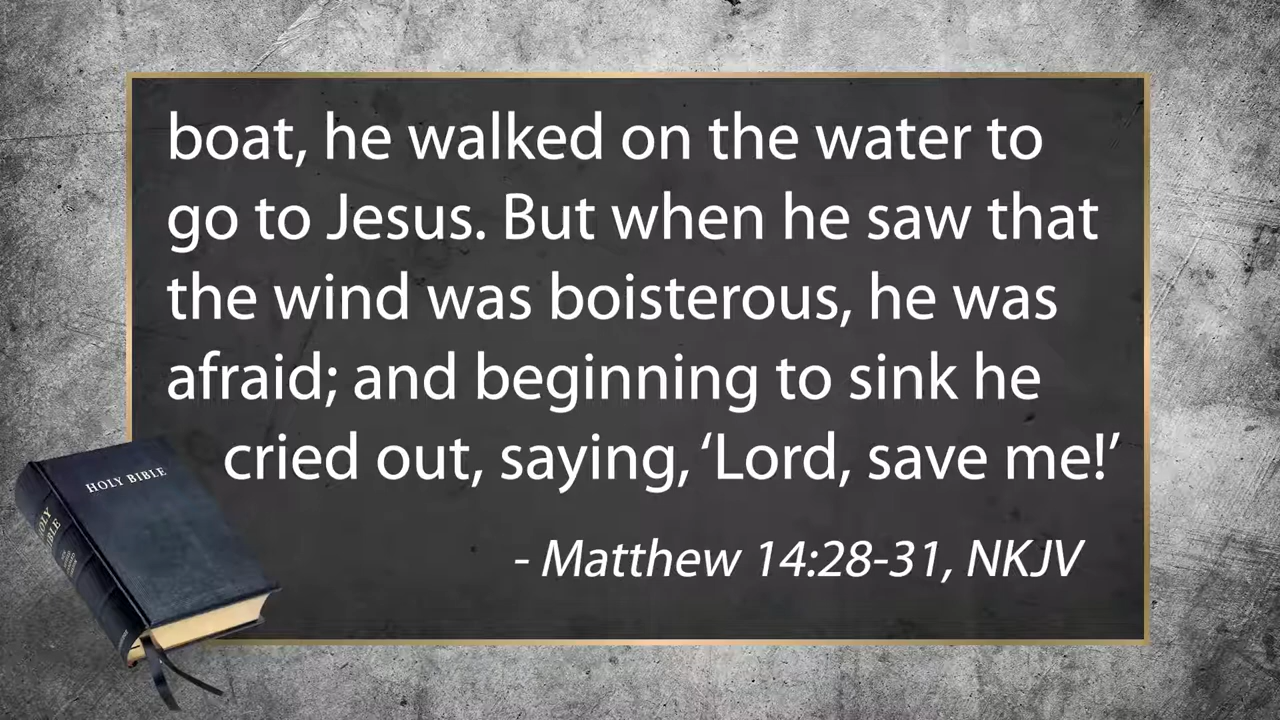 boat, he walked on the water to
go to Jesus. But when he saw that
the wind was boisterous, he was
afraid; and beginning to sink he
cried out, saying, ‘Lord, save me!’
- Matthew 14:28-31, NKJV
HOLY BIBLE
HOLY
BIBLE